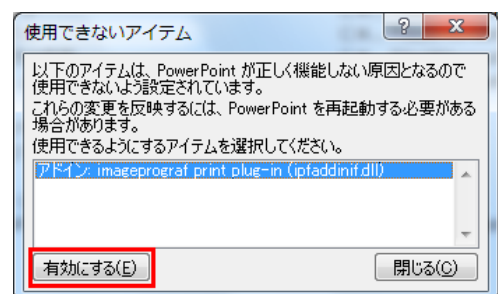 使用できないアイテム
以下のアイテムは、PowerPoint が正しく機能しない原因となるので
使用できないよう設定されています。
これらの変更を反映するには、PowerPoint を再起動する必要がある
場合があります。
使用できるようにするアイテムを選択してください。
アドイン: imageprograf print plug-in (ipfaddinif.dll)
有効にする(E)
閉じる(C)